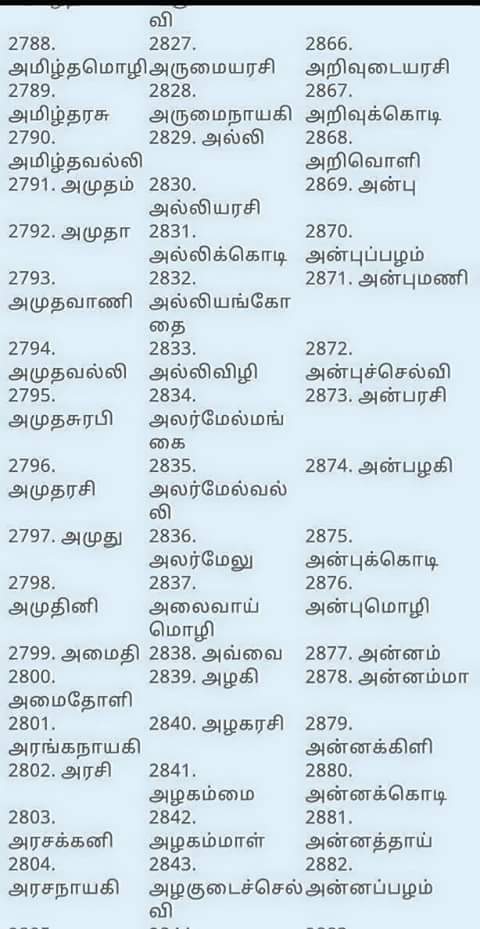 வி
2788. 2827. 2866.
அமிழ்தமொழி அருமையரசி அறிவுடையரசி
2789. 2828. 2867.
அமிழ்தரசு அருமைநாயகி அறிவுக்கொடி
2790. 2829. அல்லி 2868.
அமிழ்தவல்லி அறிவொளி
2791. அமுதம் 2830. 2869. அன்பு
அல்லியரசி
2792. அமுதா 2831. 2870.
அல்லிக்கொடி அன்புப்பழம்
2793. 2832. 2871. அன்புமணி
அமுதவாணி அல்லியங்கோ
தை
2794. 2833. 2872.
அமுதவல்லி அல்லிவிழி அன்புச்செல்வி
2795. 2834. 2873. அன்பரசி
அமுதசுரபி அலர்மேல்மங்
கை
2796. 2835. 2874. அன்பழகி
அமுதரசி அலர்மேல்வல்
லி
2797. அமுது 2836. 2875.
அலர்மேலு அன்புக்கொடி
2798. 2837. 2876.
அமுதினி அலைவாய் அன்புமொழி
மொழி
2799. அமைதி 2838. அவ்வை 2877. அன்னம்
2800. 2839. அழகி 2878. அன்னம்மா
அமைதோளி
2801. 2840. அழகரசி 2879.
அரங்கநாயகி அன்னக்கிளி
2802. அரசி 2841. 2880.
அழகம்மை அன்னக்கொடி
2803. 2842. 2881.
அரசக்கனி அழகம்மாள் அன்னத்தாய்
2804. 2843. 2882.
அரசநாயகி அழகுடைச்செல் அன்னப்பழம்
வி